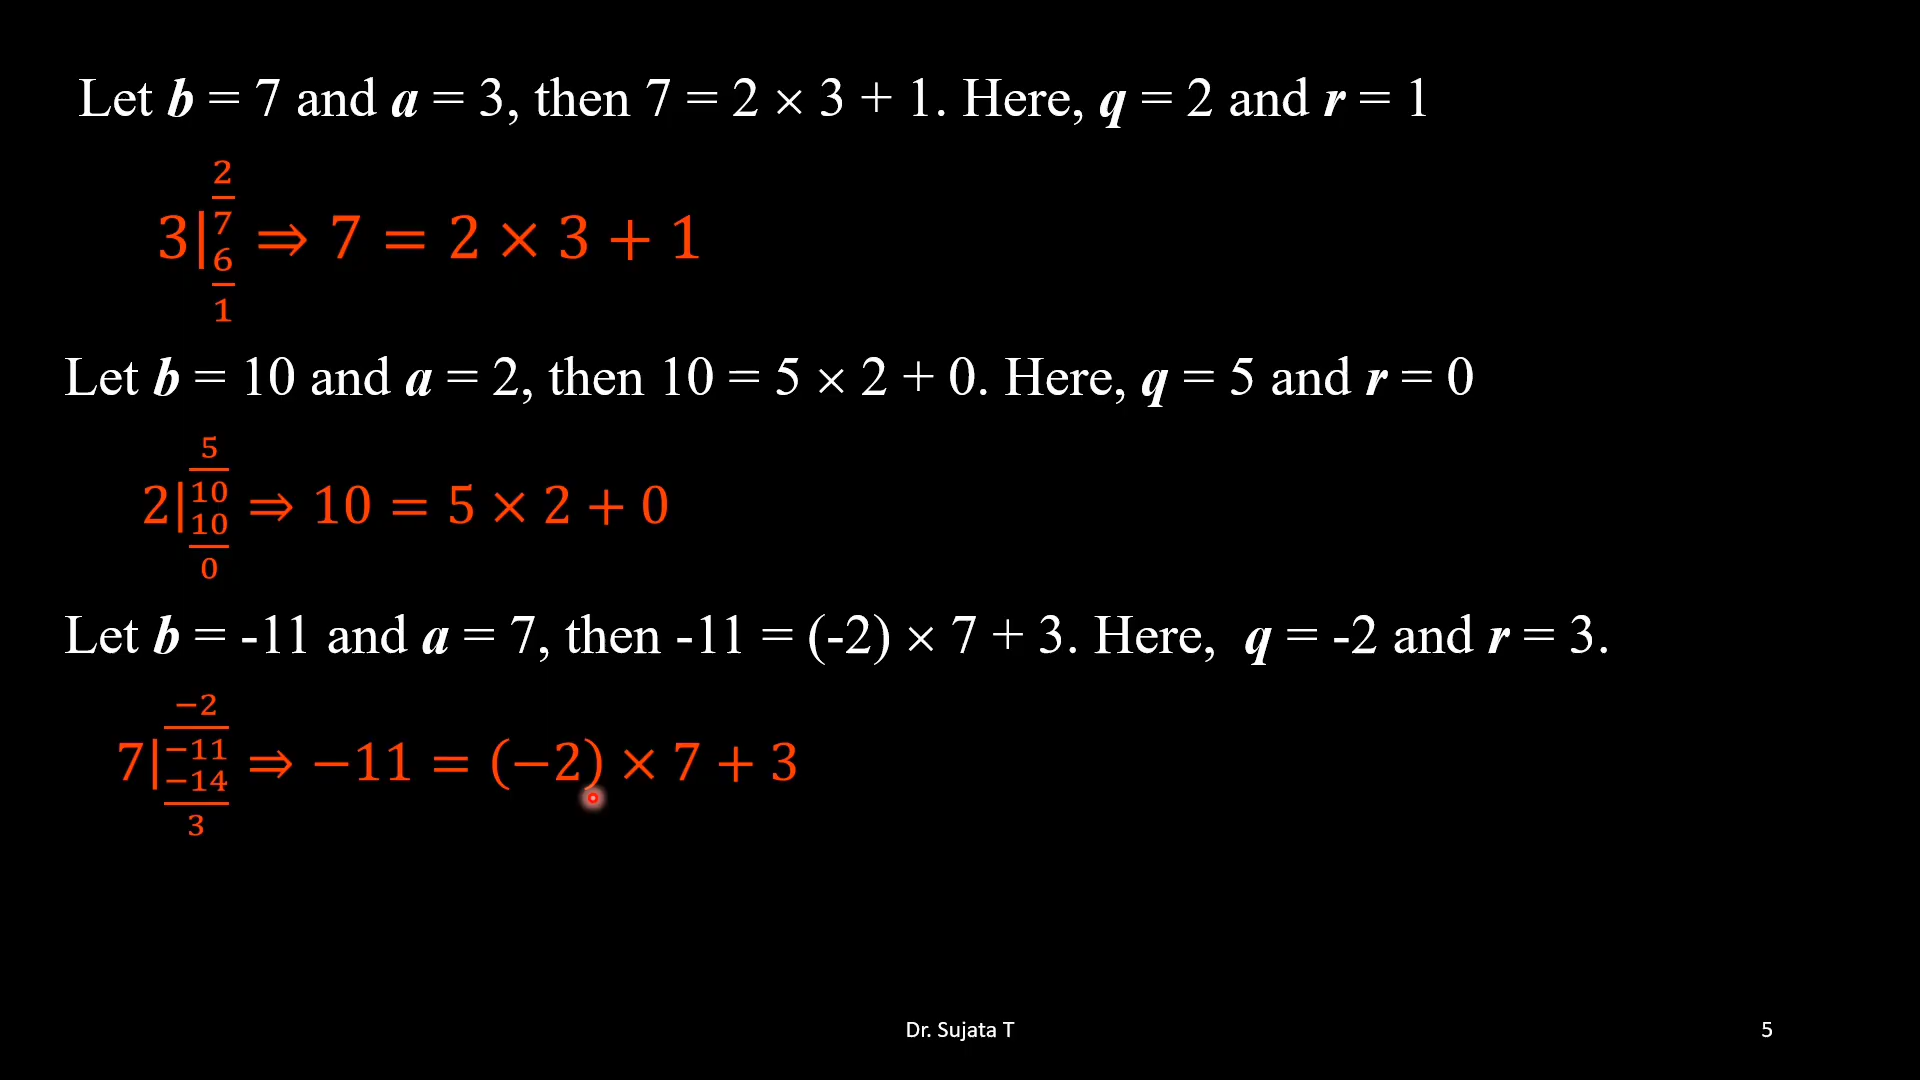 Let b = 7 and a = 3, then 7 = 2 × 3 + 1. Here, q = 2 and r = 1
2
3|7 ⇒ 7 = 2 × 3 + 1
6
1
Let b = 10 and a = 2, then 10 = 5 × 2 + 0. Here, q = 5 and r = 0
5
2|10 ⇒ 10 = 5 × 2 + 0
10
0
Let b = -11 and a = 7, then -11 = (-2) × 7 + 3. Here, q = -2 and r = 3.
−2
7|−11 ⇒ −11 = (−2) × 7 + 3
−14
3
Dr. Sujata T
5